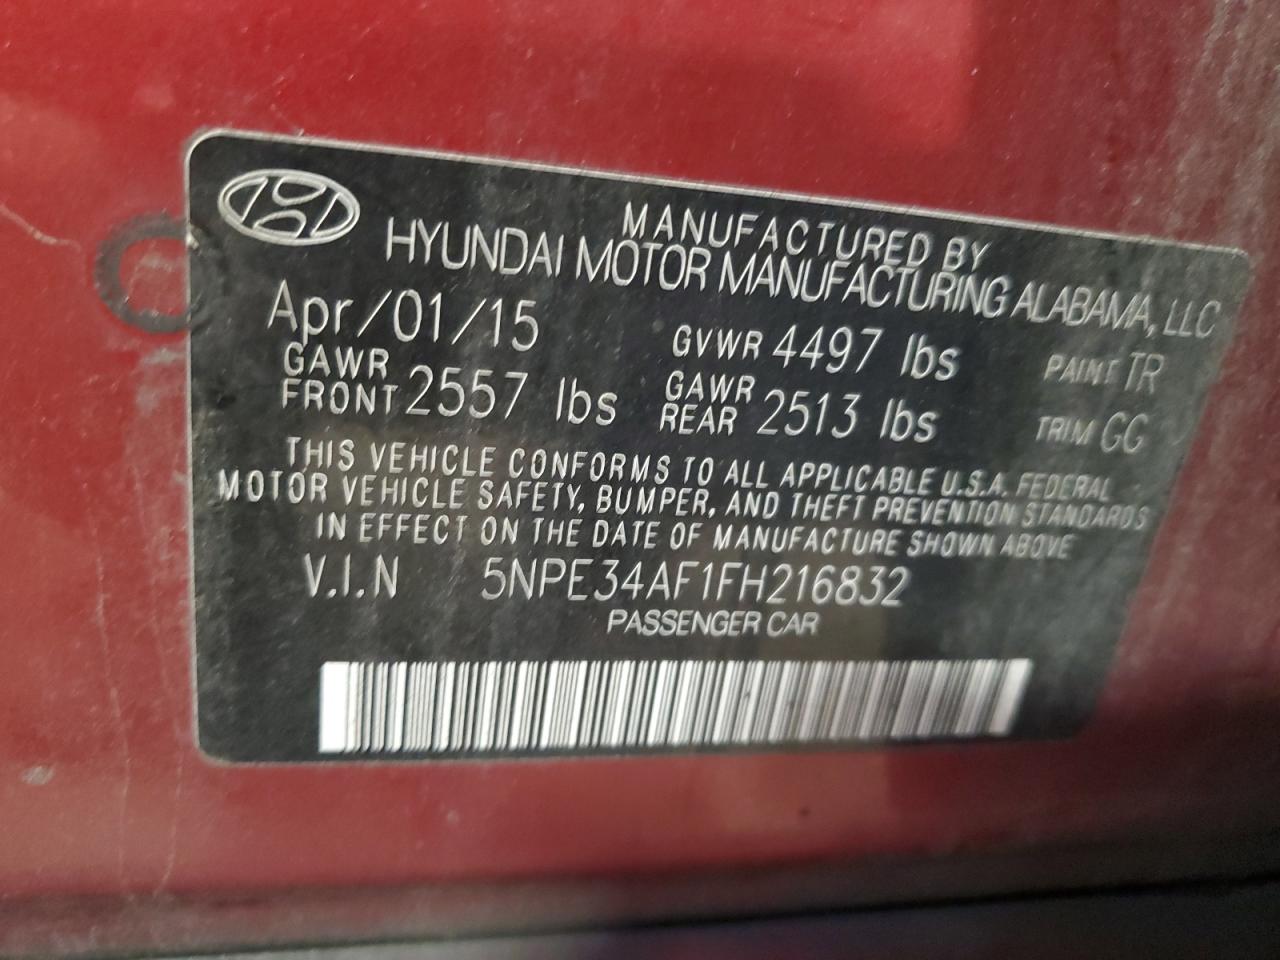 MANUFACTURED BY
HYUNDAI MOTOR MANUFACTURING ALABAMA, LLC
Apr/01/15 GVWR 4497 lbs PAINT TR
GAWR FRONT 2557 lbs GAWR REAR 2513 lbs TRIM GG
THIS VEHICLE CONFORMS TO ALL APPLICABLE U.S.A. FEDERAL
MOTOR VEHICLE SAFETY, BUMPER, AND THEFT PREVENTION STANDARDS
IN EFFECT ON THE DATE OF MANUFACTURE SHOWN ABOVE
V.I.N 5NPE34AF1FH216832
PASSENGER CAR